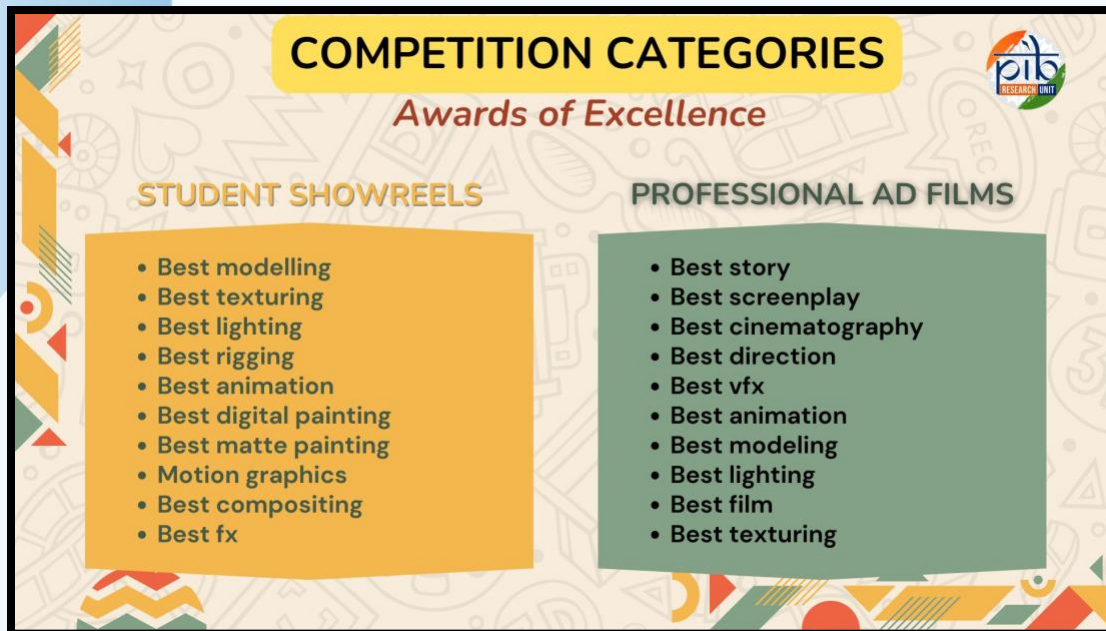 COMPETITION CATEGORIES
Awards of Excellence
pib
RESEARCH UNIT
STUDENT SHOWREELS
• Best modelling
• Best texturing
• Best lighting
• Best rigging
• Best animation
• Best digital painting
• Best matte painting
• Motion graphics
• Best compositing
• Best fx
PROFESSIONAL AD FILMS
• Best story
• Best screenplay
• Best cinematography
• Best direction
• Best vfx
• Best animation
• Best modeling
• Best lighting
• Best film
• Best texturing
REC